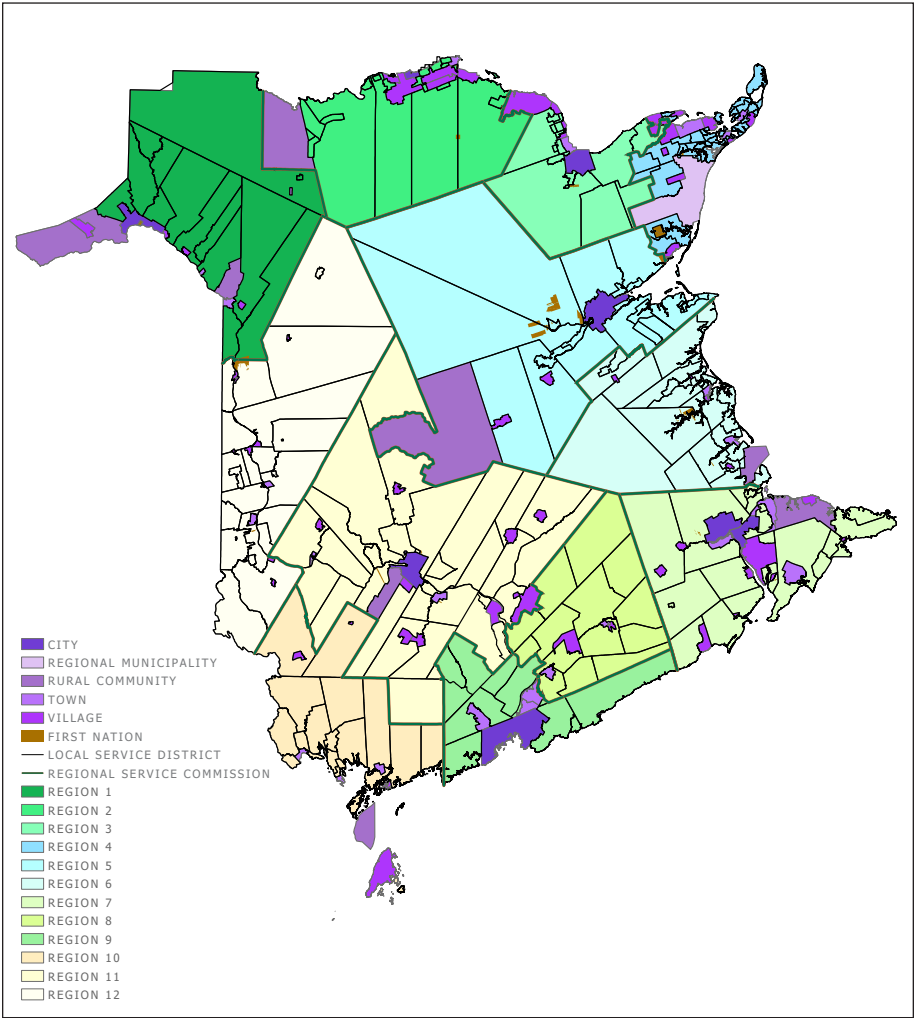 CITY
REGIONAL MUNICIPALITY
RURAL COMMUNITY
TOWN
VILLAGE
FIRST NATION
LOCAL SERVICE DISTRICT
REGIONAL SERVICE COMMISSION
REGION 1
REGION 2
REGION 3
REGION 4
REGION 5
REGION 6
REGION 7
REGION 8
REGION 9
REGION 10
REGION 11
REGION 12